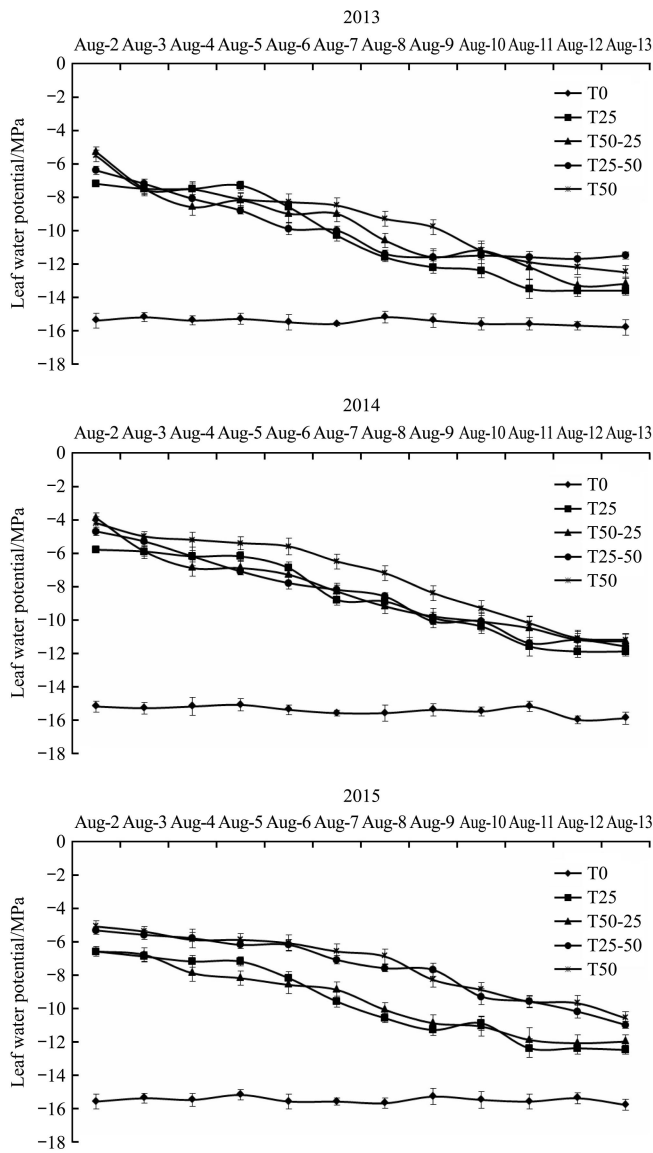 2013
Aug-2 Aug-3 Aug-4 Aug-5 Aug-6 Aug-7 Aug-8 Aug-9 Aug-10 Aug-11 Aug-12 Aug-13
0
−2
−4
−6
−8
−10
−12
−14
−16
−18
Leaf water potential/MPa
T0
T25
T50-25
T25-50
T50
2014
Aug-2 Aug-3 Aug-4 Aug-5 Aug-6 Aug-7 Aug-8 Aug-9 Aug-10 Aug-11 Aug-12 Aug-13
0
−2
−4
−6
−8
−10
−12
−14
−16
−18
Leaf water potential/MPa
T0
T25
T50-25
T25-50
T50
2015
Aug-2 Aug-3 Aug-4 Aug-5 Aug-6 Aug-7 Aug-8 Aug-9 Aug-10 Aug-11 Aug-12 Aug-13
0
−2
−4
−6
−8
−10
−12
−14
−16
−18
Leaf water potential/MPa
T0
T25
T50-25
T25-50
T50